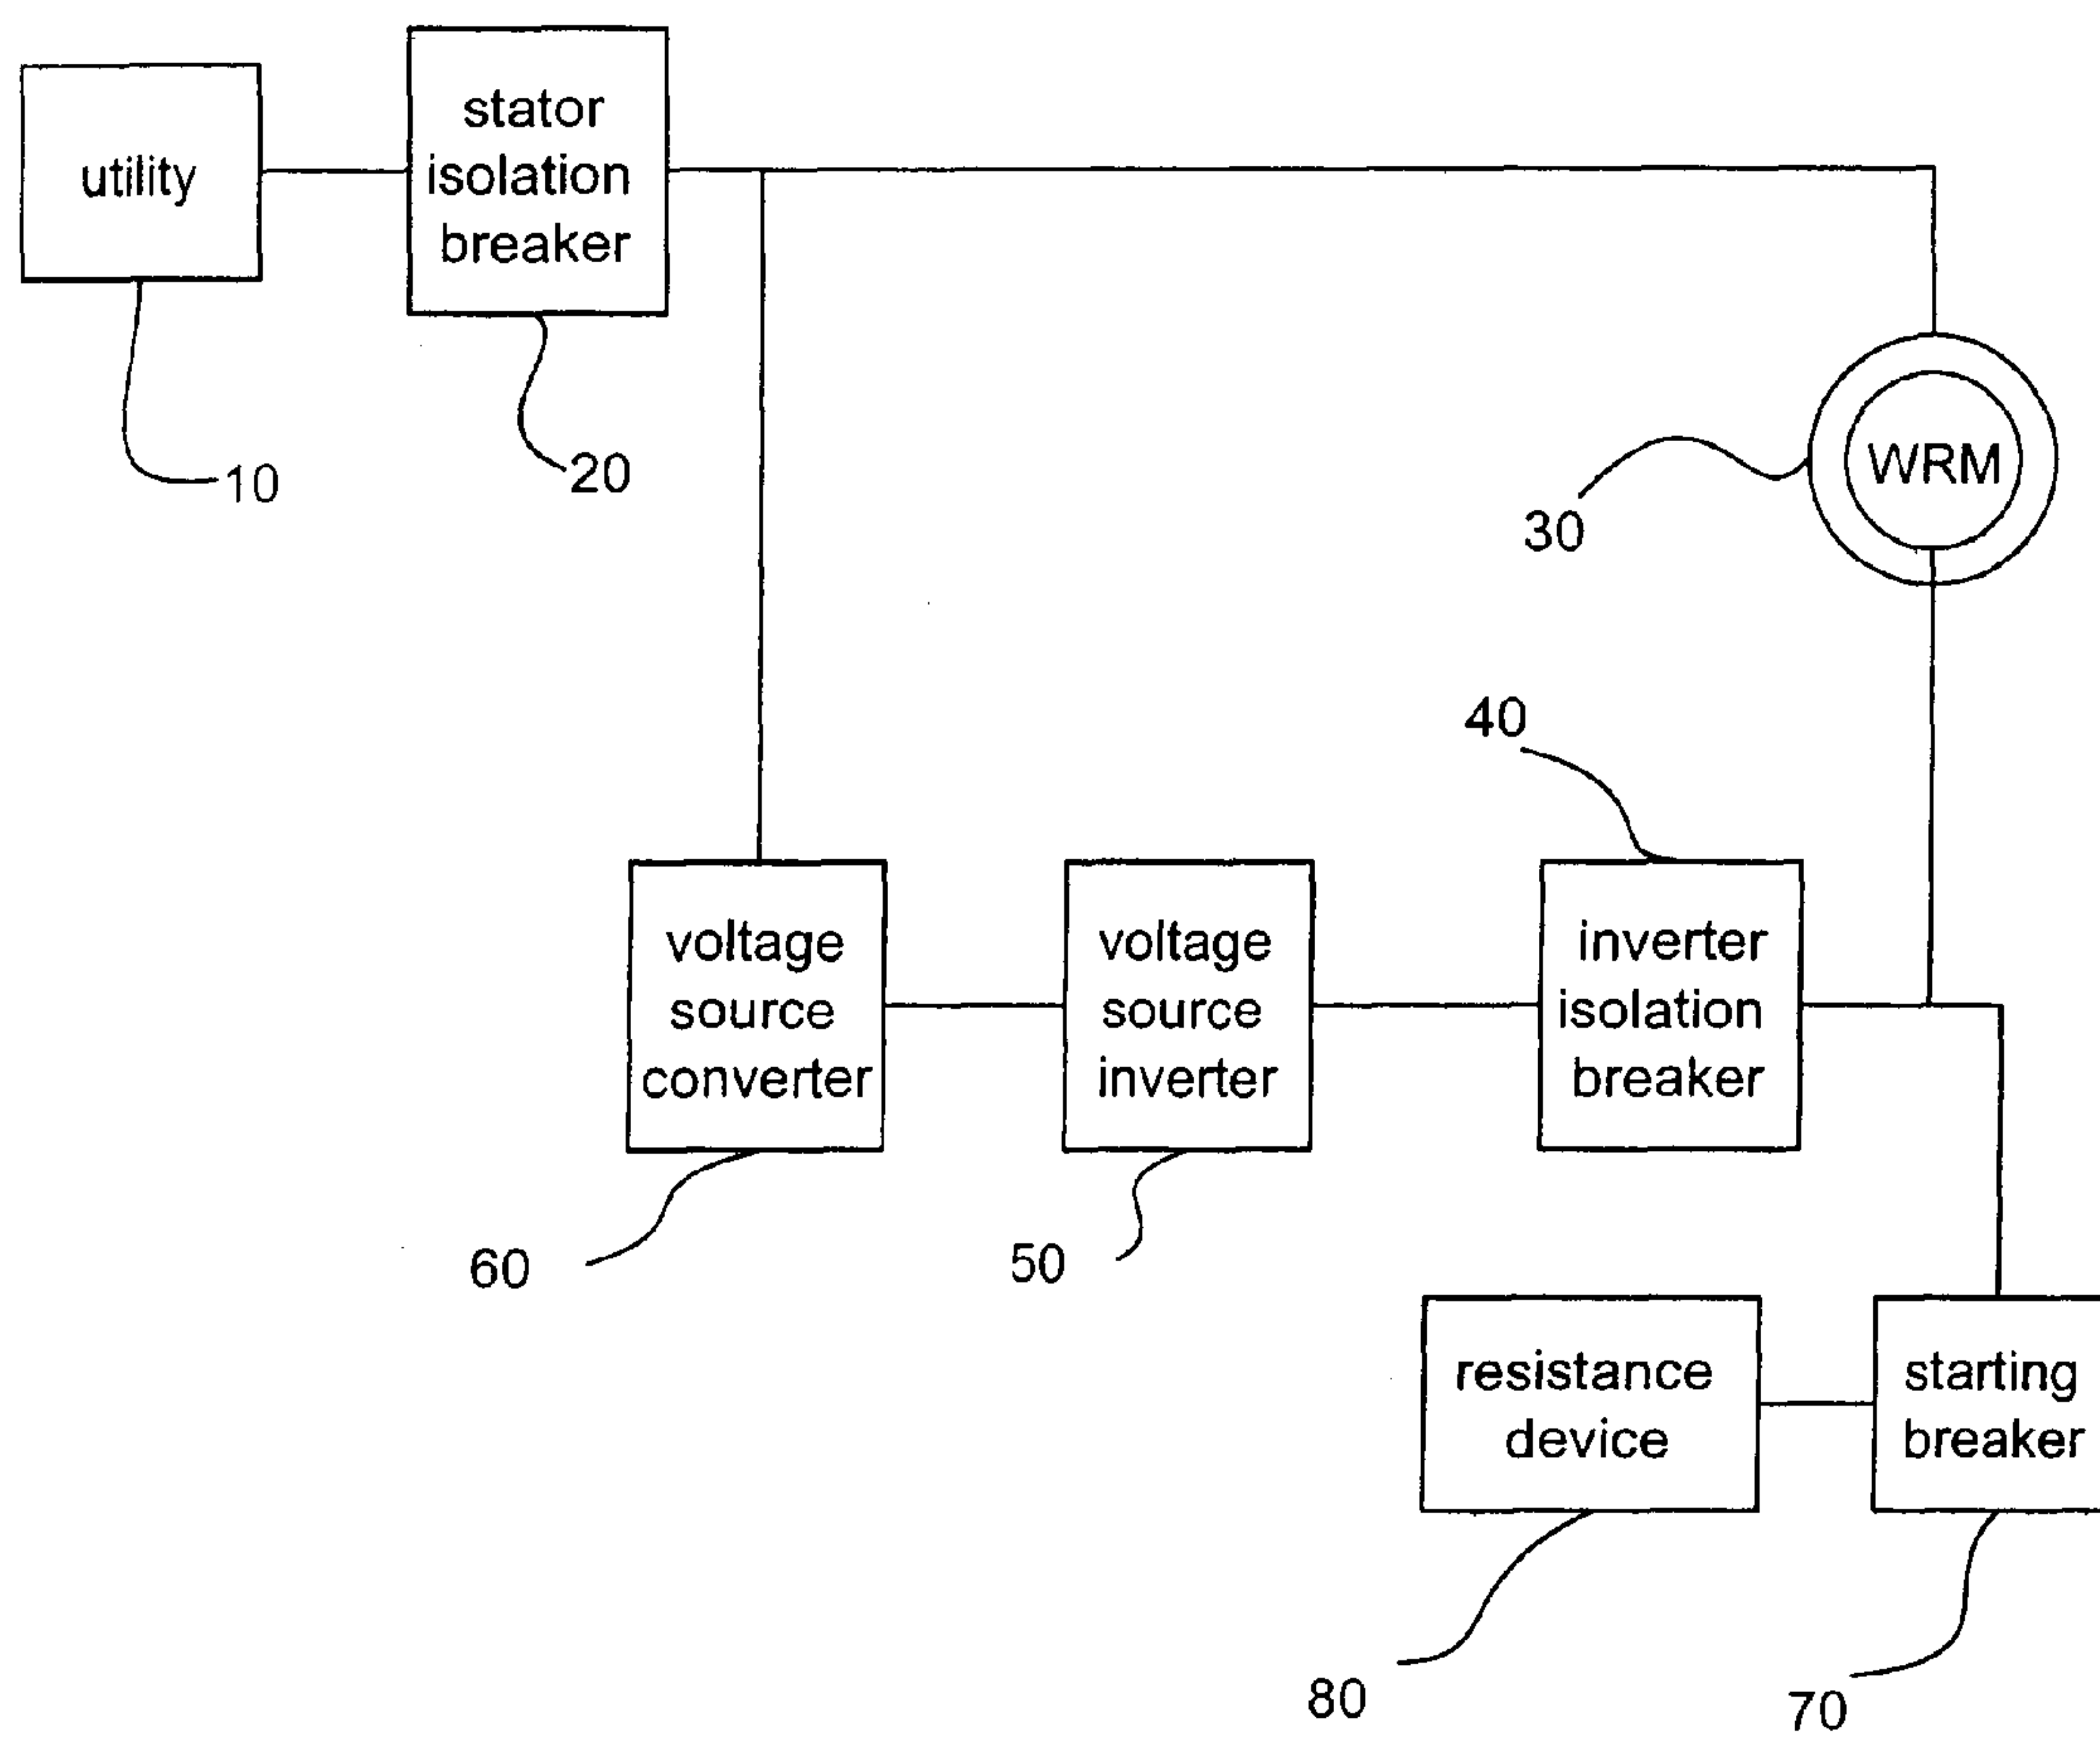 utility
stator
isolation
breaker
10
20
WRM
30
40
voltage
source
converter
voltage
source
inverter
inverter
isolation
breaker
60
50
resistance
device
starting
breaker
80
70